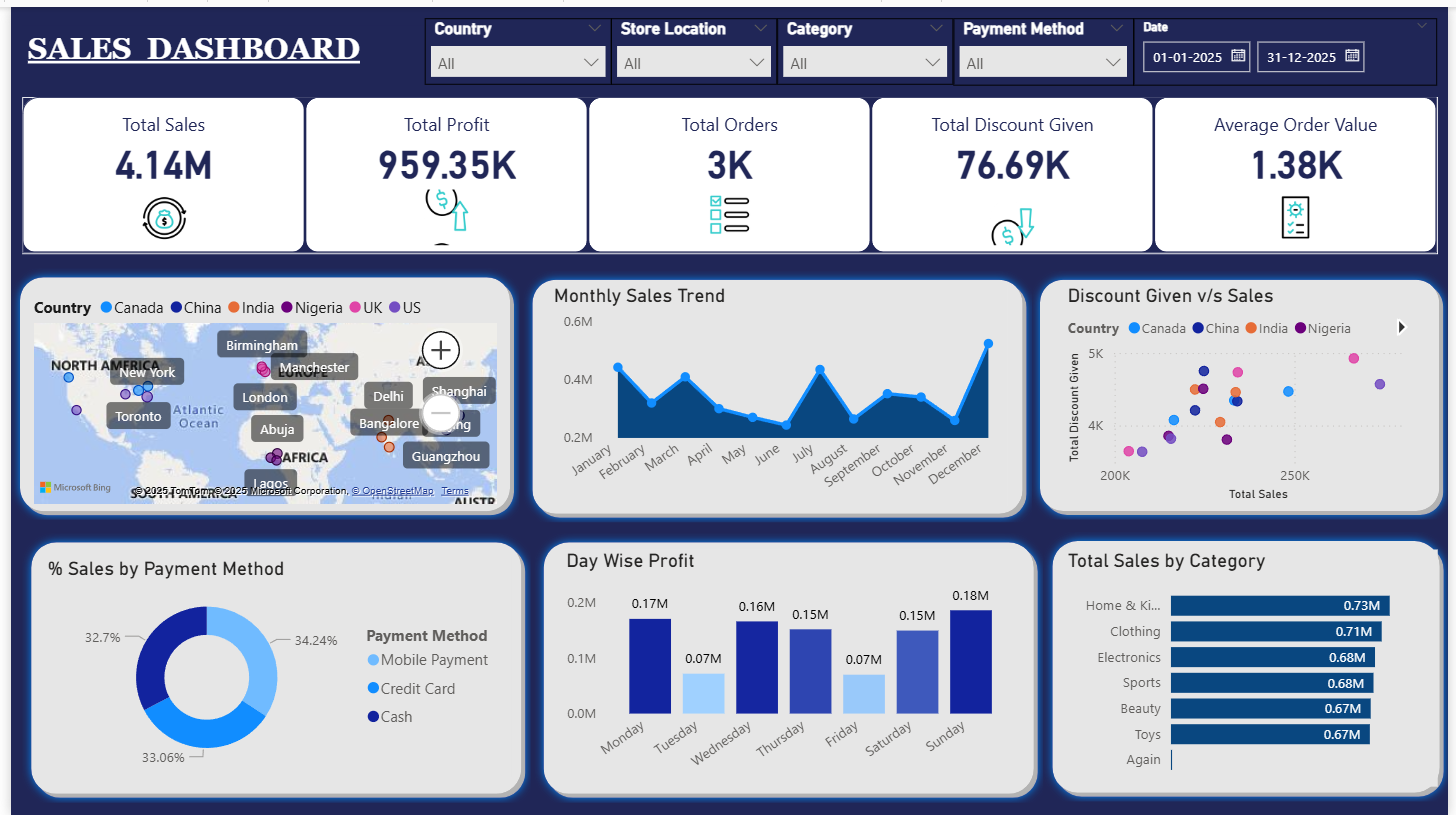 SALES DASHBOARD
Country
All
Store Location
All
Category
All
Payment Method
All
Date
01-01-2025
31-12-2025
Total Sales
4.14M
Total Profit
959.35K
Total Orders
3K
Total Discount Given
76.69K
Average Order Value
1.38K
Country Canada China India Nigeria UK US
NORTH AMERICA
Birmingham
New York
Manchester
EUROPE
Toronto
Atlantic
Ocean
London
Delhi
Shanghai
Abuja
Bangalore
AFRICA
Guangzhou
Lagos
Microsoft Bing
© 2025 TomTom, © 2025 Microsoft Corporation, © OpenStreetMap Terms
SOUTH AMERICA
AUSTR
Monthly Sales Trend
0.6M
0.4M
0.2M
January
February
March
April
May
June
July
August
September
October
November
December
Discount Given v/s Sales
Country Canada China India Nigeria
Total Discount Given
5K
4K
200K
250K
Total Sales
% Sales by Payment Method
32.7%
34.24%
33.06%
Payment Method
Mobile Payment
Credit Card
Cash
Day Wise Profit
0.2M
0.1M
0.0M
0.17M
0.07M
0.16M
0.15M
0.07M
0.15M
0.18M
Monday
Tuesday
Wednesday
Thursday
Friday
Saturday
Sunday
Total Sales by Category
Home & Ki... 0.73M
Clothing 0.71M
Electronics 0.68M
Sports 0.68M
Beauty 0.67M
Toys 0.67M
Again